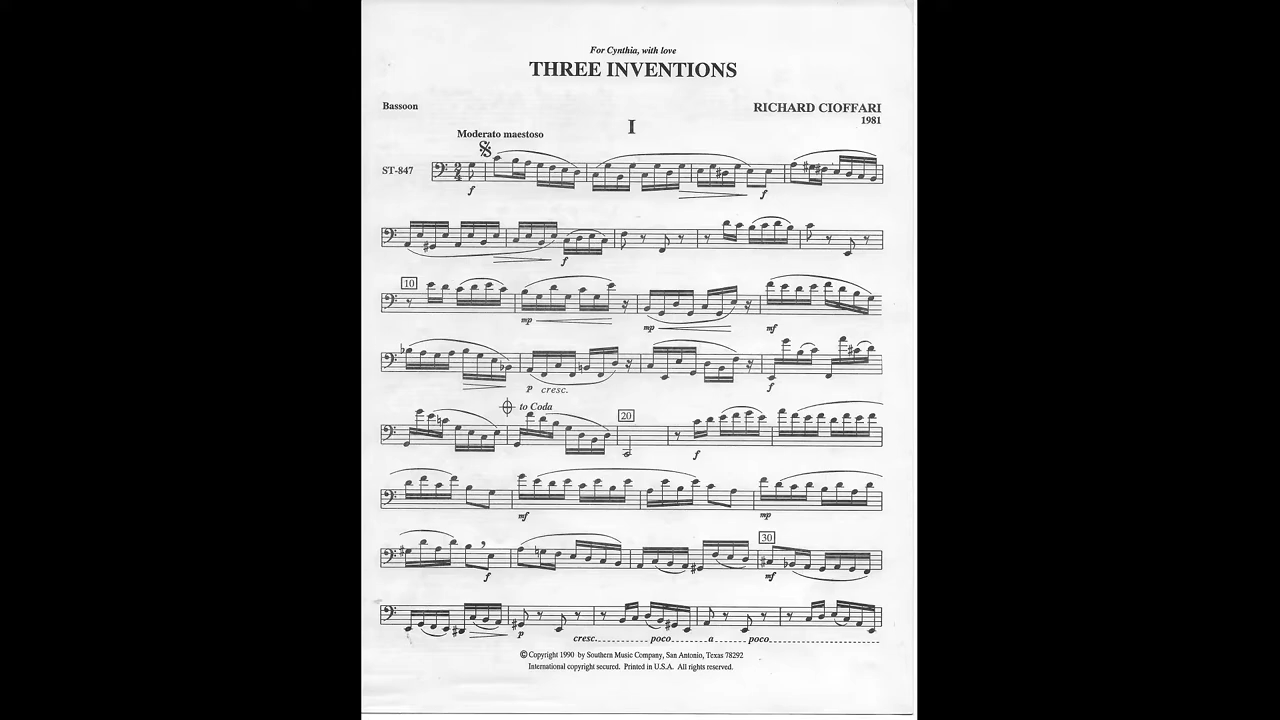 For Cynthia, with love
THREE INVENTIONS
Bassoon
RICHARD CIOFFARI
1981
I
Moderato maestoso
ST-847
f
f
f
10
mp
mp
mf
p cresc.
f
to Coda
20
f
mf
mp
f
30
mf
p
cresc. poco a poco
© Copyright 1990 by Southern Music Company, San Antonio, Texas 78292
International copyright secured. Printed in U.S.A. All rights reserved.